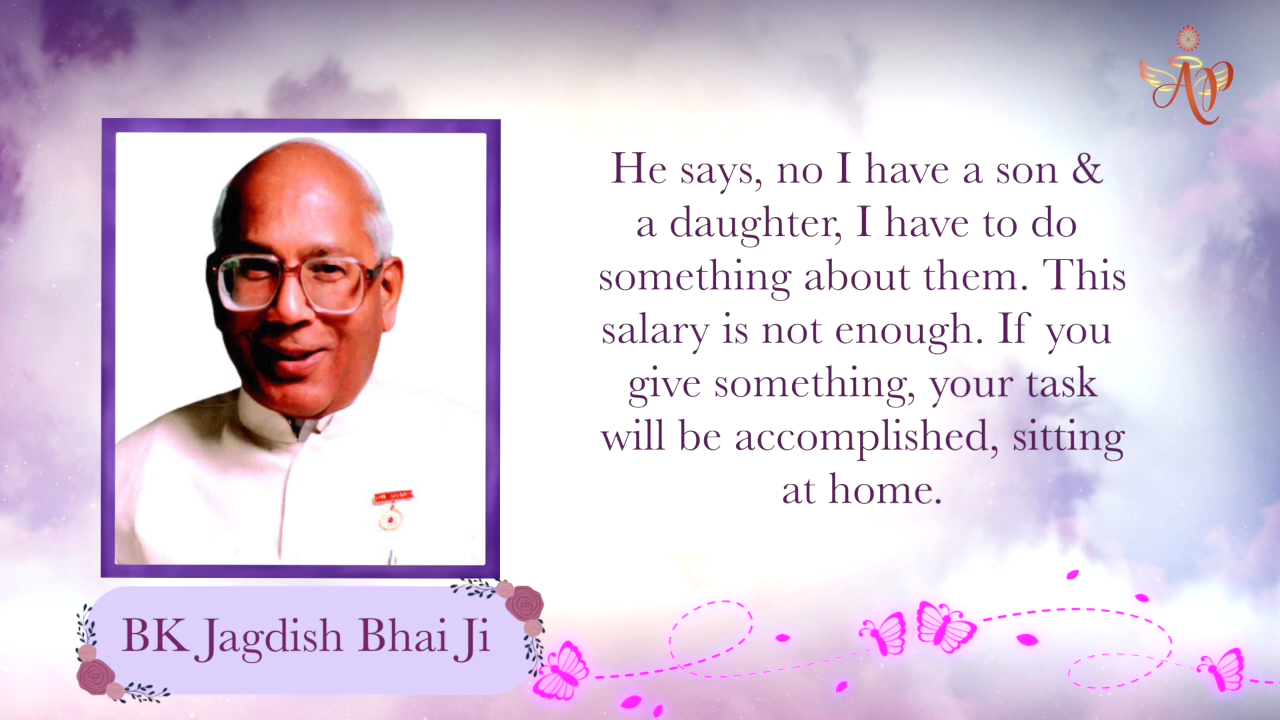 AP
He says, no I have a son &
a daughter, I have to do
something about them. This
salary is not enough. If you
give something, your task
will be accomplished, sitting
at home.
BK Jagdish Bhai Ji